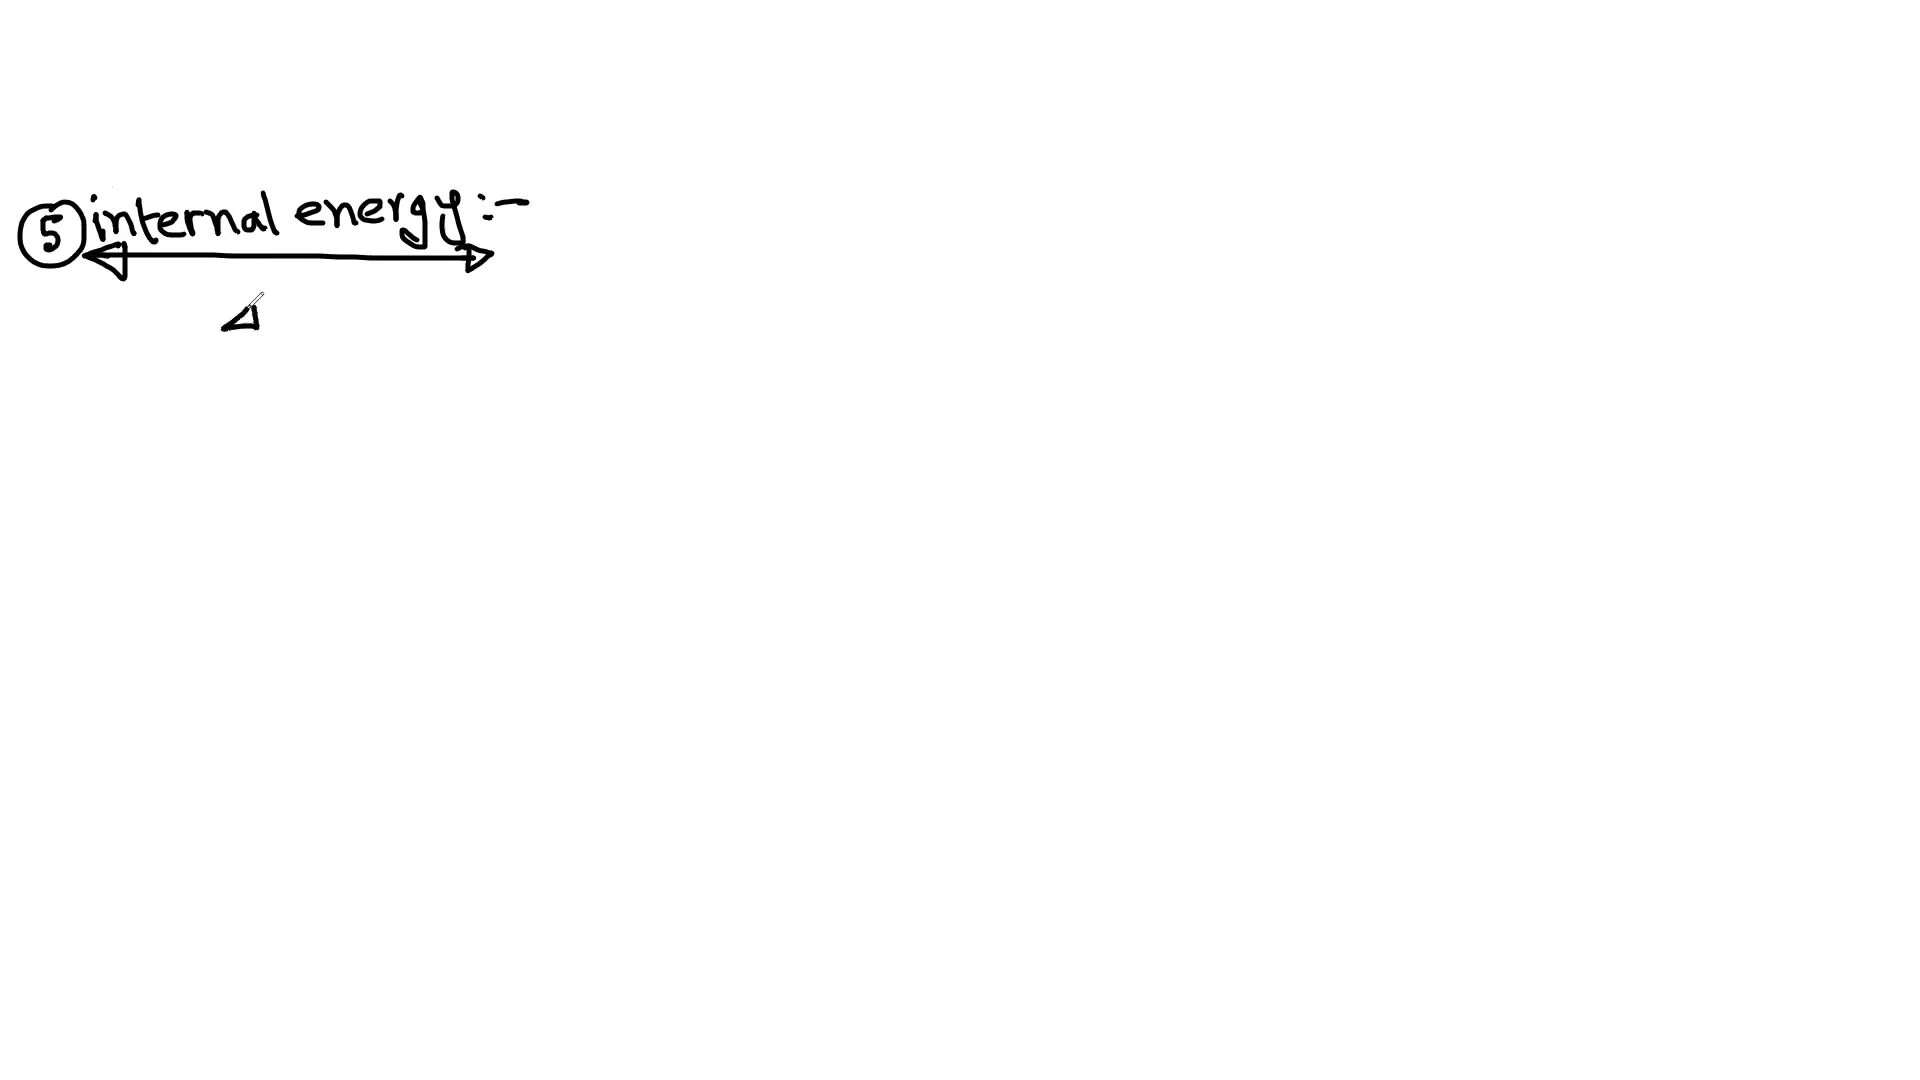 ⑤ internal energy :-
Δ